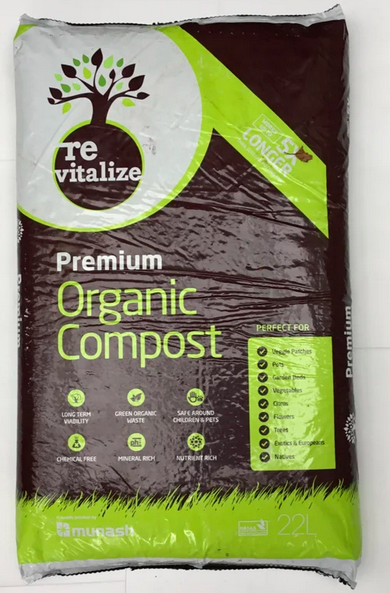 re
vitalize
5X
LONGER
Premium
Organic
Compost
PERFECT FOR
Veggie Patches
Pots
Garden Beds
Vegetables
Citrus
Flowers
Trees
Exotics & Europeans
Natives
LONG TERM
VIABILITY
GREEN ORGANIC
WASTE
SAFE AROUND
CHILDREN & PETS
CHEMICAL FREE
MINERAL RICH
NUTRIENT RICH
munash
22L
Premium